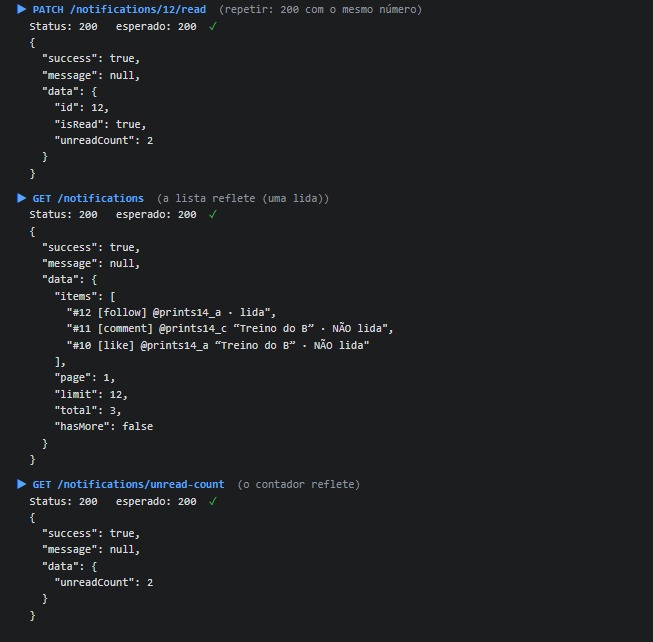 ▶ PATCH /notifications/12/read (repetir: 200 com o mesmo número)
Status: 200 esperado: 200 ✓
{
"success": true,
"message": null,
"data": {
"id": 12,
"isRead": true,
"unreadCount": 2
}
}
▶ GET /notifications (a lista reflete (uma lida))
Status: 200 esperado: 200 ✓
{
"success": true,
"message": null,
"data": {
"items": [
"#12 [follow] @prints14_a · lida",
"#11 [comment] @prints14_c “Treino do B” · NÃO lida",
"#10 [like] @prints14_a “Treino do B” · NÃO lida"
],
"page": 1,
"limit": 12,
"total": 3,
"hasMore": false
}
}
▶ GET /notifications/unread-count (o contador reflete)
Status: 200 esperado: 200 ✓
{
"success": true,
"message": null,
"data": {
"unreadCount": 2
}
}